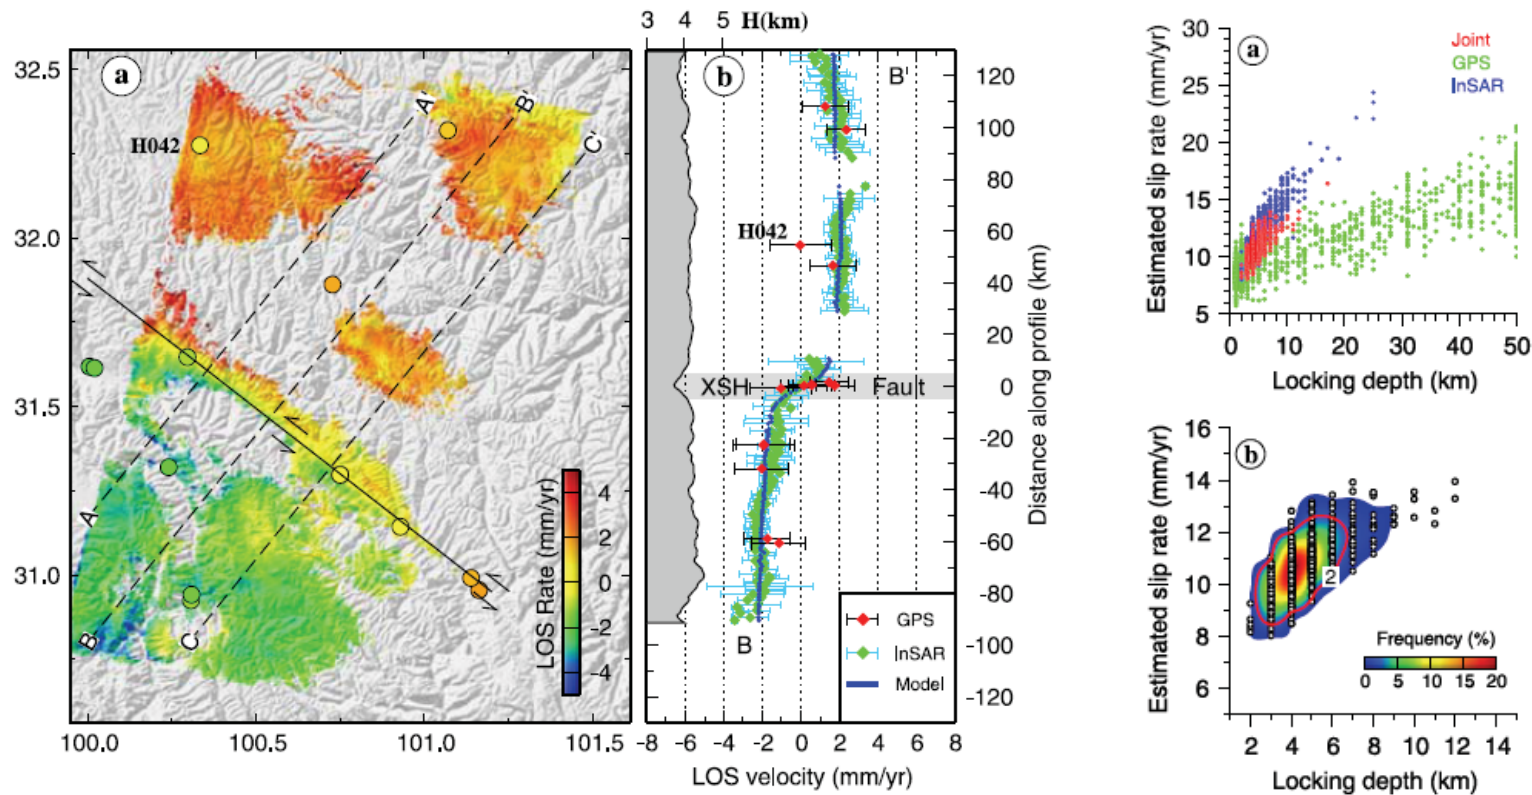 3 4 5 H(km)
32.5
a
b
B'
120
A'
B'
H042
C'
100
80
32.0
H042
60
40
20
31.5
XSH Fault
0
-20
-40
A
31.0
-60
-80
B
C
B
-100
-120
LOS Rate (mm/yr)
4
2
0
-2
-4
GPS
InSAR
Model
Distance along profile (km)
100.0 100.5 101.0 101.5
-8 -6 -4 -2 0 2 4 6 8
LOS velocity (mm/yr)
a
Joint
GPS
InSAR
30
25
20
15
10
5
Estimated slip rate (mm/yr)
0 10 20 30 40 50
Locking depth (km)
b
16
14
12
10
8
6
Estimated slip rate (mm/yr)
2
Frequency (%)
0 5 10 15 20
2 4 6 8 10 12 14
Locking depth (km)